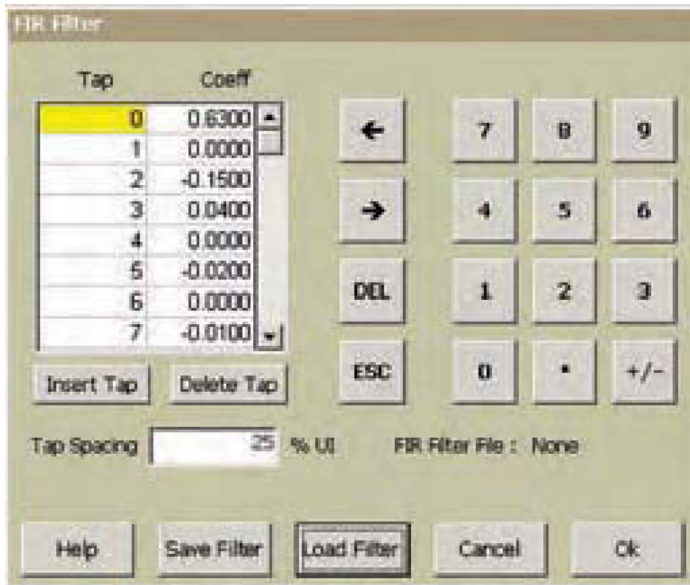 FIR Filter
Tap Coeff
0 0.6300
1 0.0000
2 -0.1500
3 0.0400
4 0.0000
5 -0.0200
6 0.0000
7 -0.0100
← 7 8 9
→ 4 5 6
DEL 1 2 3
ESC 0 . +/-
Insert Tap Delete Tap
Tap Spacing 25 % UI FIR Filter File : None
Help Save Filter Load Filter Cancel Ok